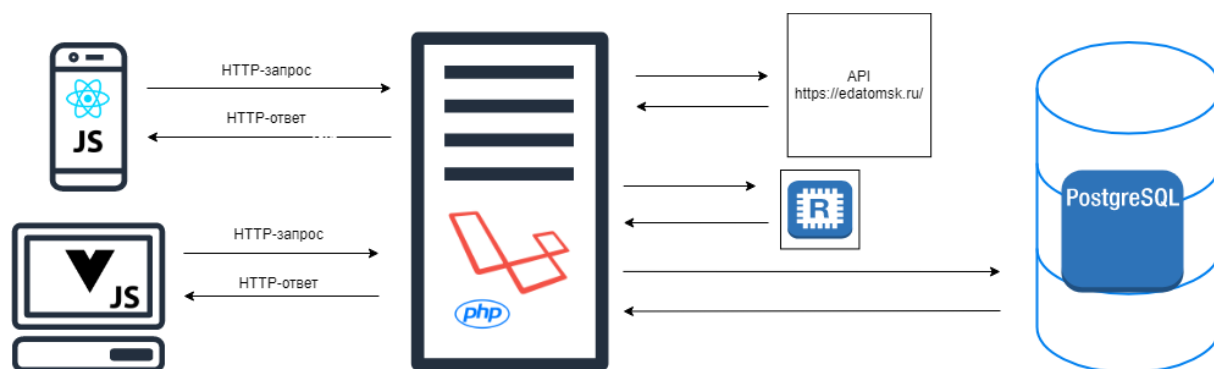 HTTP-запрос
HTTP-ответ
JS
HTTP-запрос
HTTP-ответ
JS
php
API
https://edatomsk.ru/
R
PostgreSQL